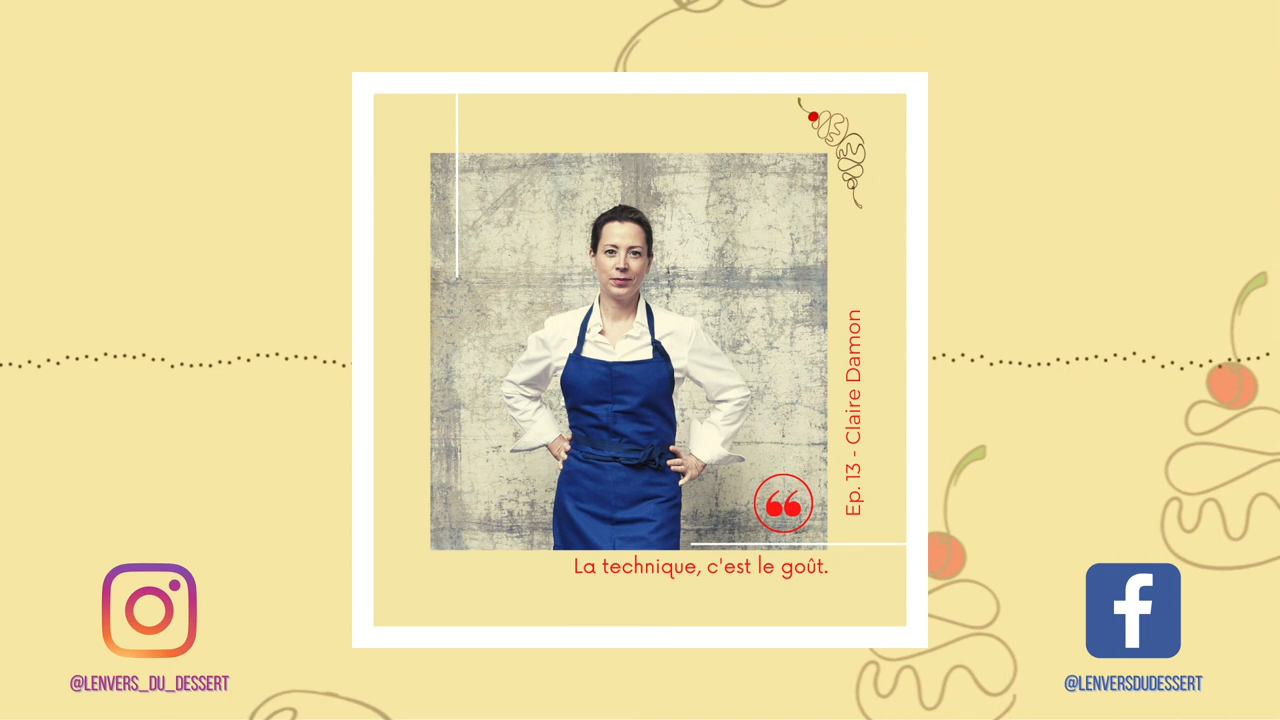 Ep. 13 - Claire Damon
La technique, c'est le goût.
@LENVERS_DU_DESSERT
@LENVERSDUDESSERT